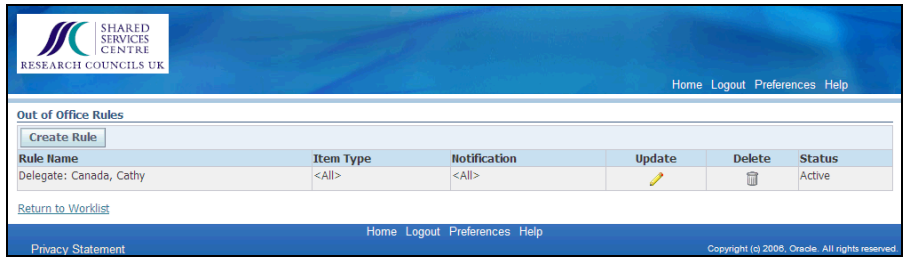 SHARED
SERVICES
CENTRE
RESEARCH COUNCILS UK
Home Logout Preferences Help
Out of Office Rules
Create Rule
Rule Name Item Type Notification Update Delete Status
Delegate: Canada, Cathy <All> <All> Active
Return to Worklist
Home Logout Preferences Help
Privacy Statement Copyright (c) 2006, Oracle. All rights reserved.